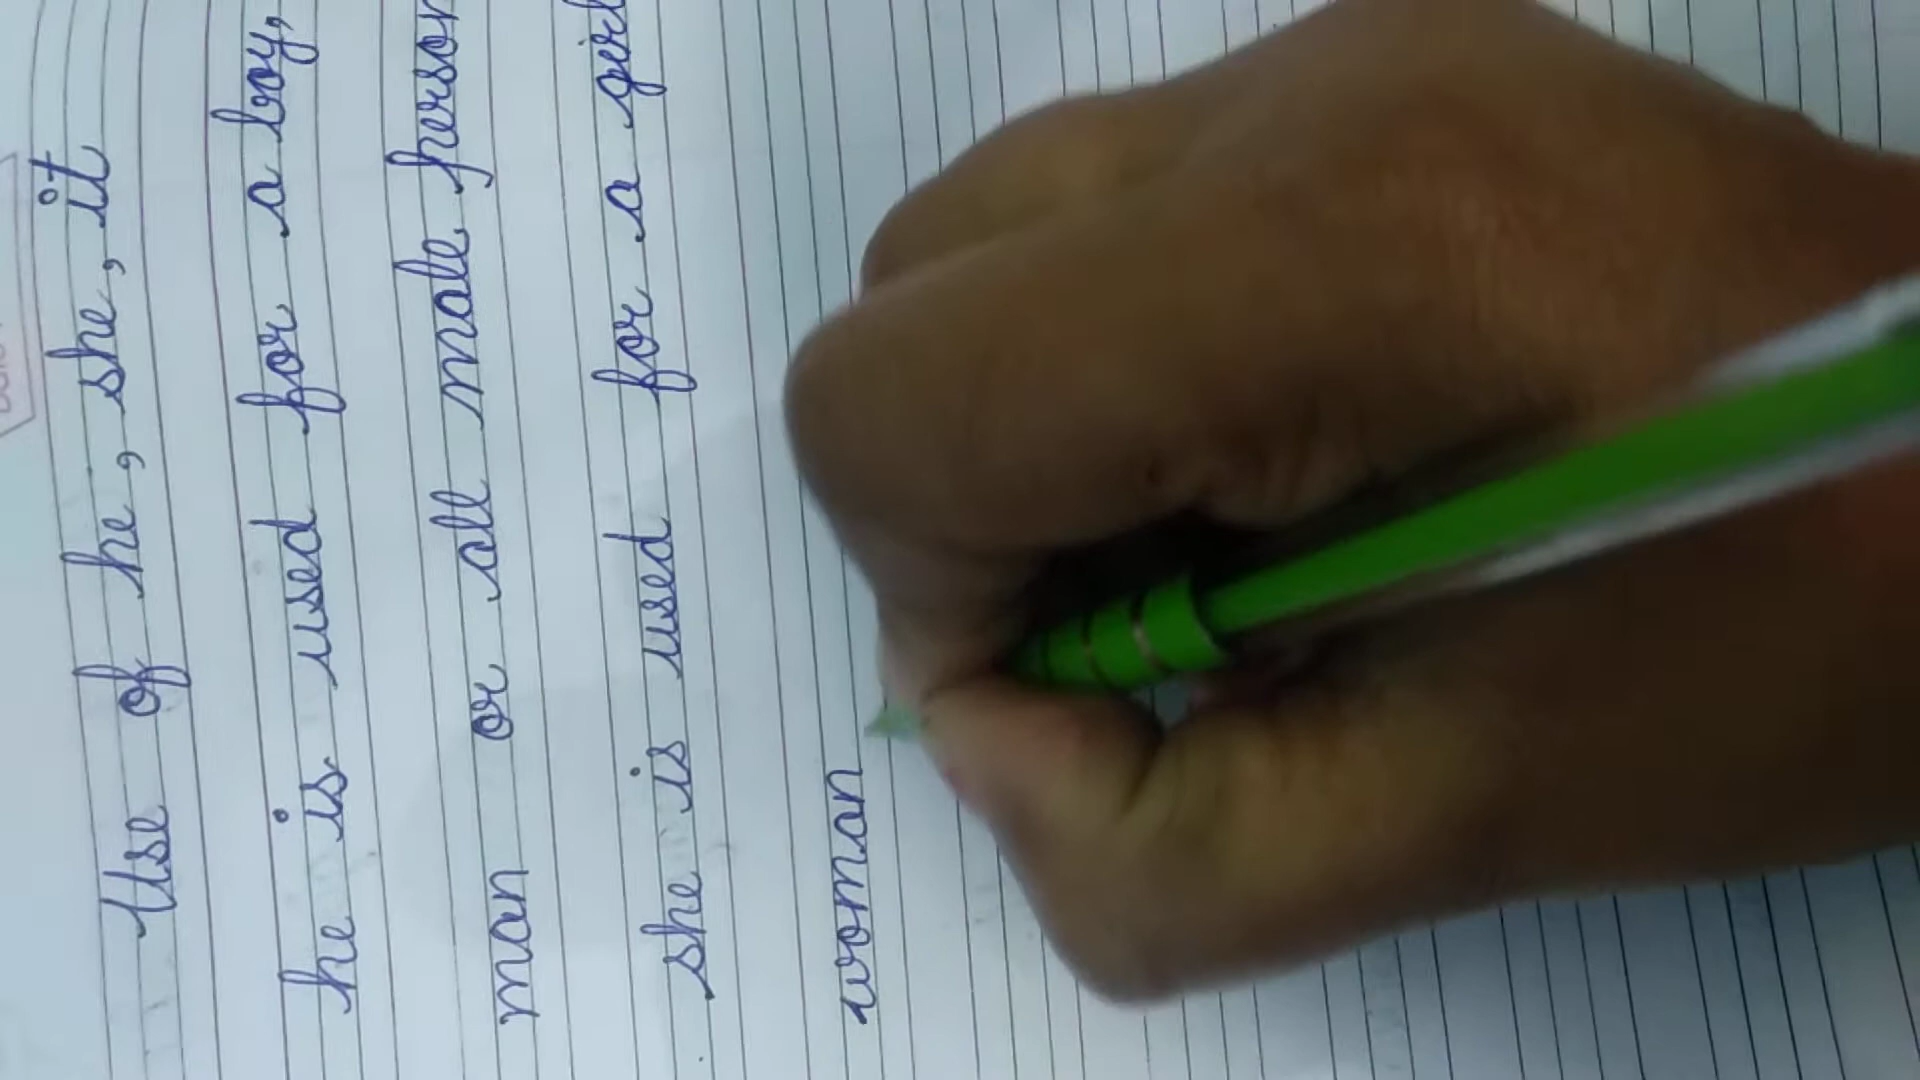 Use of he, she, it
he is used for a boy,
man or all male person
she is used for a girl
woman